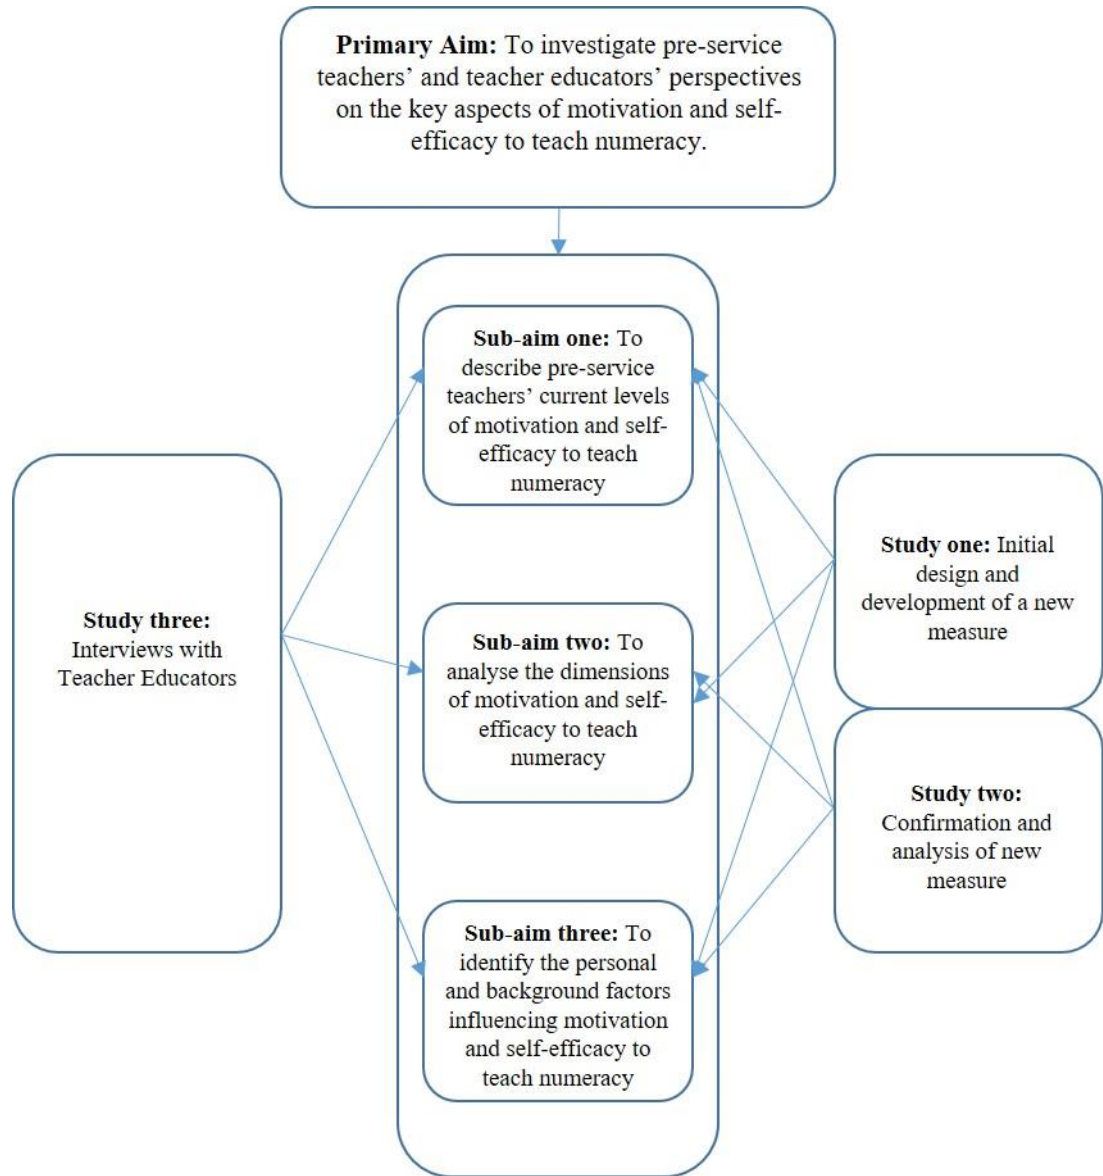 Primary Aim: To investigate pre-service
teachers’ and teacher educators’ perspectives
on the key aspects of motivation and self-
efficacy to teach numeracy.
Sub-aim one: To
describe pre-service
teachers’ current levels
of motivation and self-
efficacy to teach
numeracy
Study three:
Interviews with
Teacher Educators
Sub-aim two: To
analyse the dimensions
of motivation and self-
efficacy to teach
numeracy
Study one: Initial
design and
development of a new
measure
Sub-aim three: To
identify the personal
and background factors
influencing motivation
and self-efficacy to
teach numeracy
Study two:
Confirmation and
analysis of new
measure